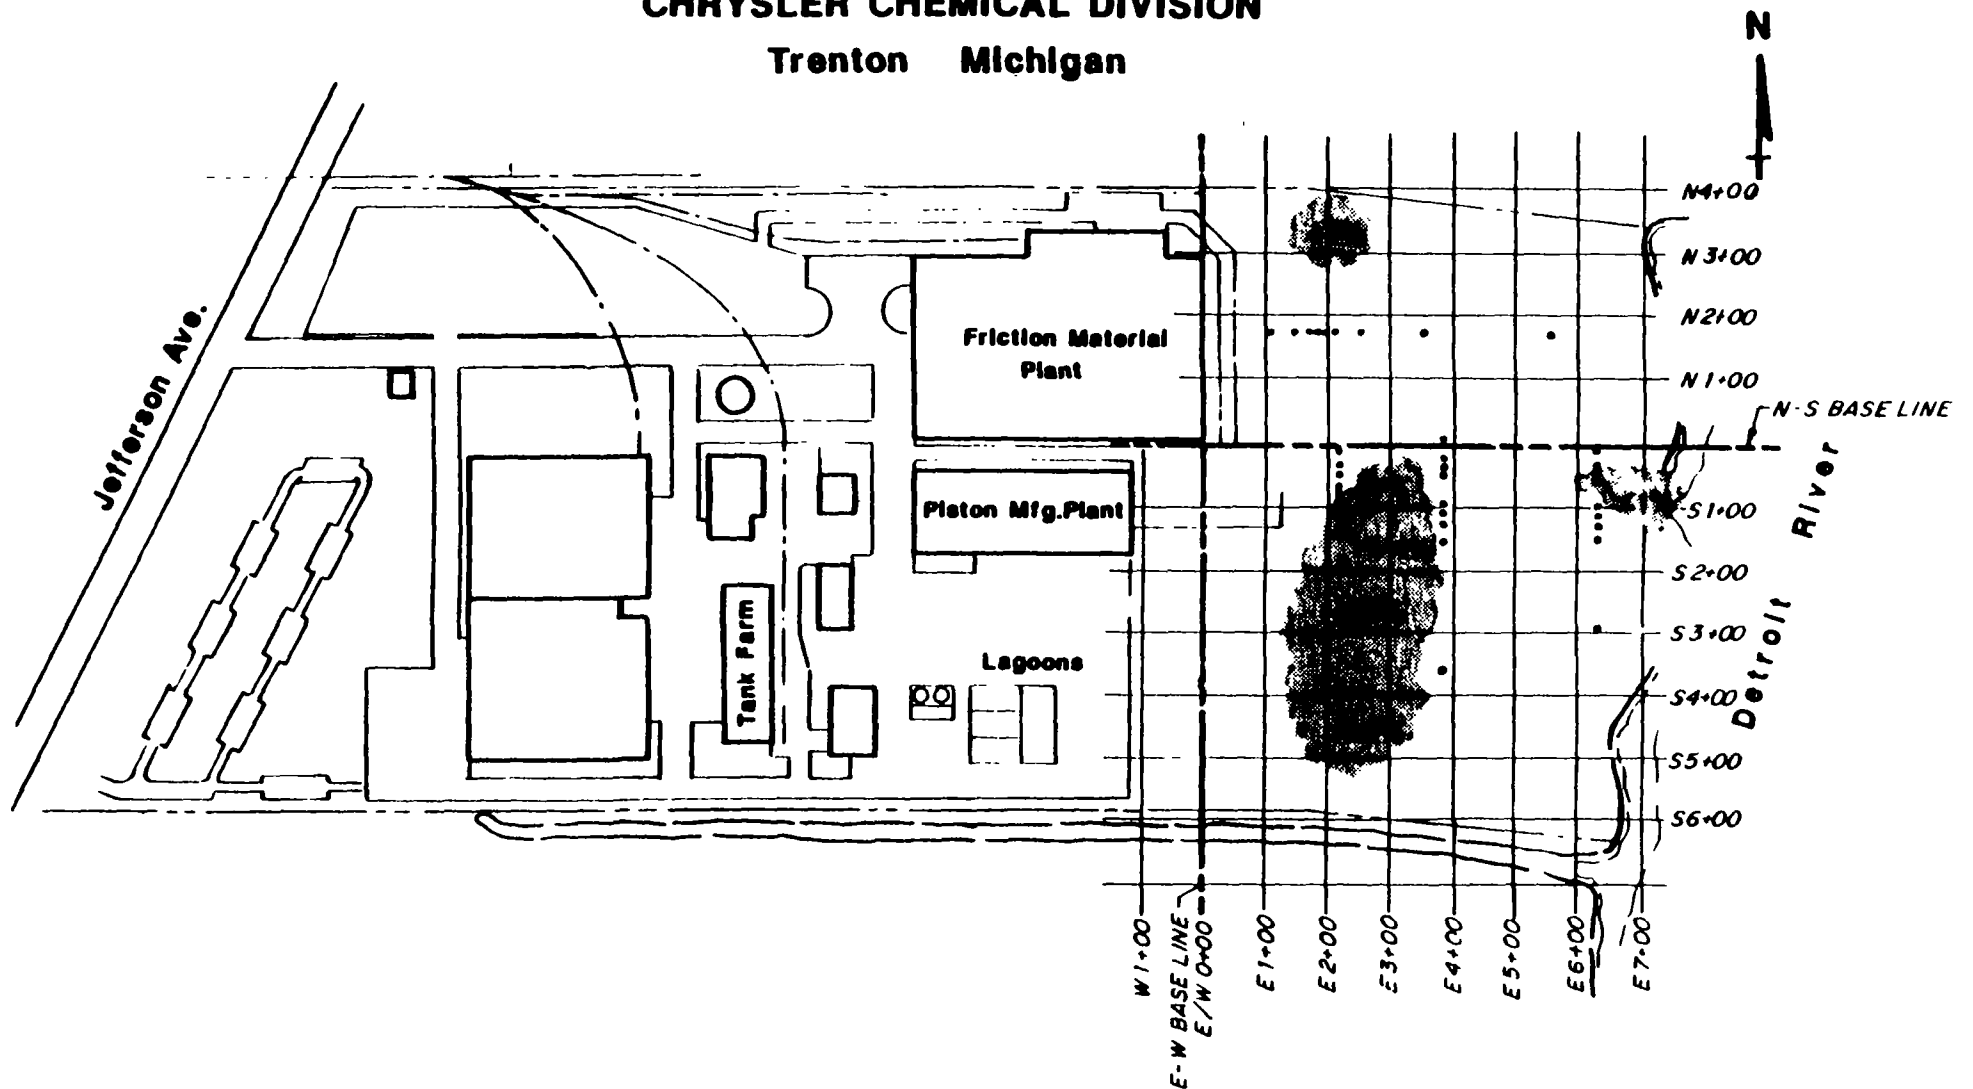 CHRYSLER CHEMICAL DIVISION
Trenton Michigan
N
Jefferson Ave.
Friction Material
Plant
Piston Mfg.Plant
Tank Farm
Lagoons
N4+00
N3+00
N2+00
N1+00
N-S BASE LINE
S1+00
S2+00
S3+00
S4+00
S5+00
S6+00
Detroit River
W1+00
E-W BASE LINE
E/W 0+00
E1+00
E2+00
E3+00
E4+00
E5+00
E6+00
E7+00